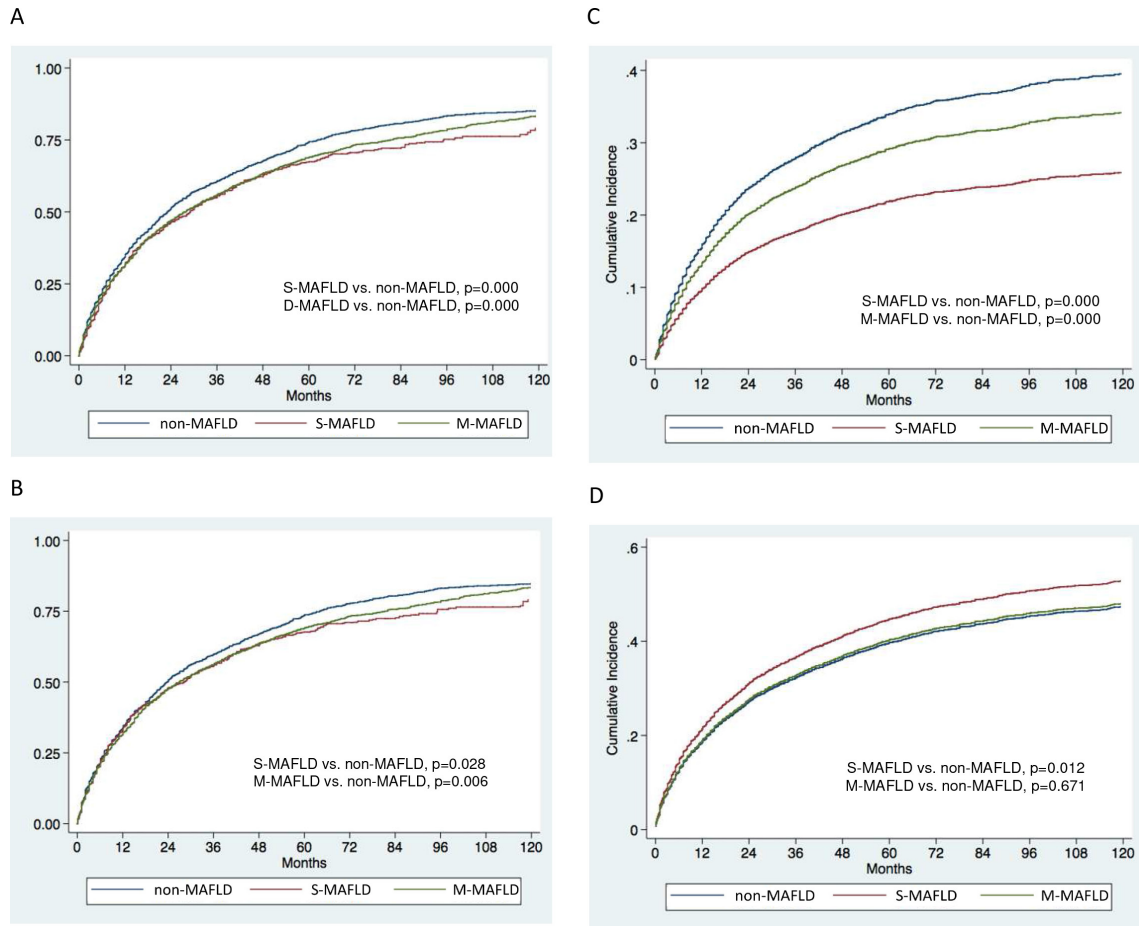 A
1.00
0.75
0.50
0.25
0.00
S-MAFLD vs. non-MAFLD, p=0.000
D-MAFLD vs. non-MAFLD, p=0.000
0 12 24 36 48 60 72 84 96 108 120
Months
non-MAFLD S-MAFLD M-MAFLD
C
Cumulative Incidence
.4
.3
.2
.1
0
S-MAFLD vs. non-MAFLD, p=0.000
M-MAFLD vs. non-MAFLD, p=0.000
0 12 24 36 48 60 72 84 96 108 120
Months
non-MAFLD S-MAFLD M-MAFLD
B
1.00
0.75
0.50
0.25
0.00
S-MAFLD vs. non-MAFLD, p=0.028
M-MAFLD vs. non-MAFLD, p=0.006
0 12 24 36 48 60 72 84 96 108 120
Months
non-MAFLD S-MAFLD M-MAFLD
D
Cumulative Incidence
.6
.4
.2
0
S-MAFLD vs. non-MAFLD, p=0.012
M-MAFLD vs. non-MAFLD, p=0.671
0 12 24 36 48 60 72 84 96 108 120
Months
non-MAFLD S-MAFLD M-MAFLD